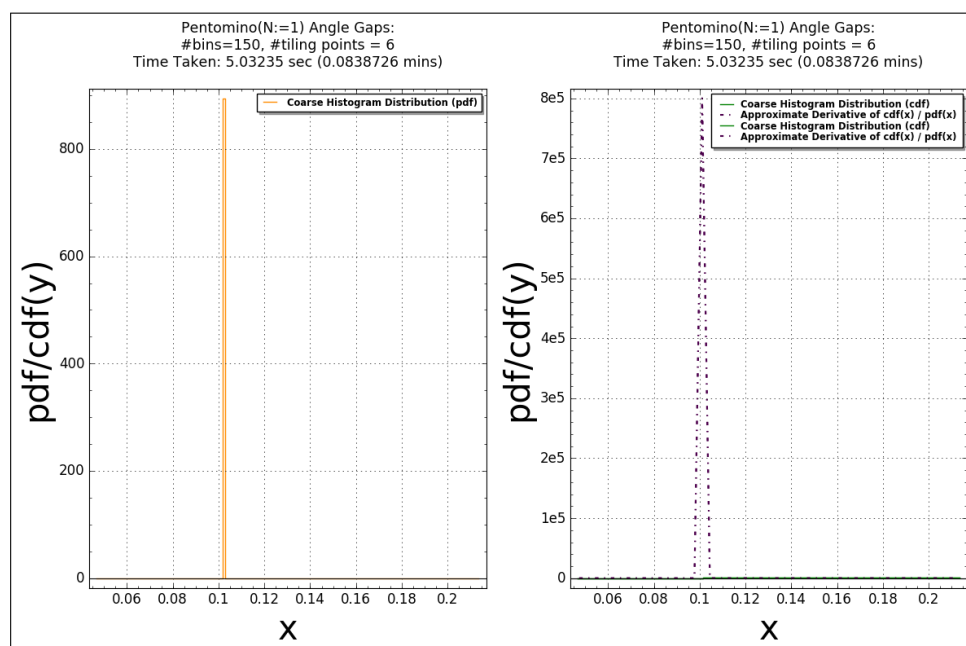 Pentomino(N:=1) Angle Gaps:
#bins=150, #tiling points = 6
Time Taken: 5.03235 sec (0.0838726 mins)
Coarse Histogram Distribution (pdf)
800
600
400
200
0
pdf/cdf(y)
0.06 0.08 0.1 0.12 0.14 0.16 0.18 0.2
x
Pentomino(N:=1) Angle Gaps:
#bins=150, #tiling points = 6
Time Taken: 5.03235 sec (0.0838726 mins)
Coarse Histogram Distribution (cdf)
Approximate Derivative of cdf(x) / pdf(x)
Coarse Histogram Distribution (cdf)
Approximate Derivative of cdf(x) / pdf(x)
8e5
7e5
6e5
5e5
4e5
3e5
2e5
1e5
0
pdf/cdf(y)
0.06 0.08 0.1 0.12 0.14 0.16 0.18 0.2
x